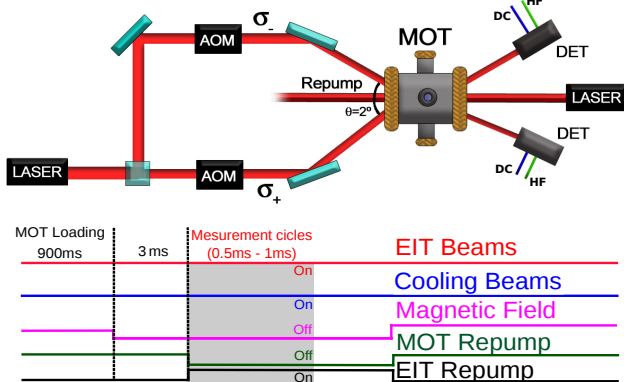 DC HF
AOM
σ-
MOT
DET
Repump
θ=2º
LASER
LASER
AOM
σ+
DET
DC
HF
MOT Loading
900ms
3 ms
Mesurement cicles
(0.5ms - 1ms)
EIT Beams
On
Cooling Beams
On
Magnetic Field
Off
MOT Repump
Off
EIT Repump
On